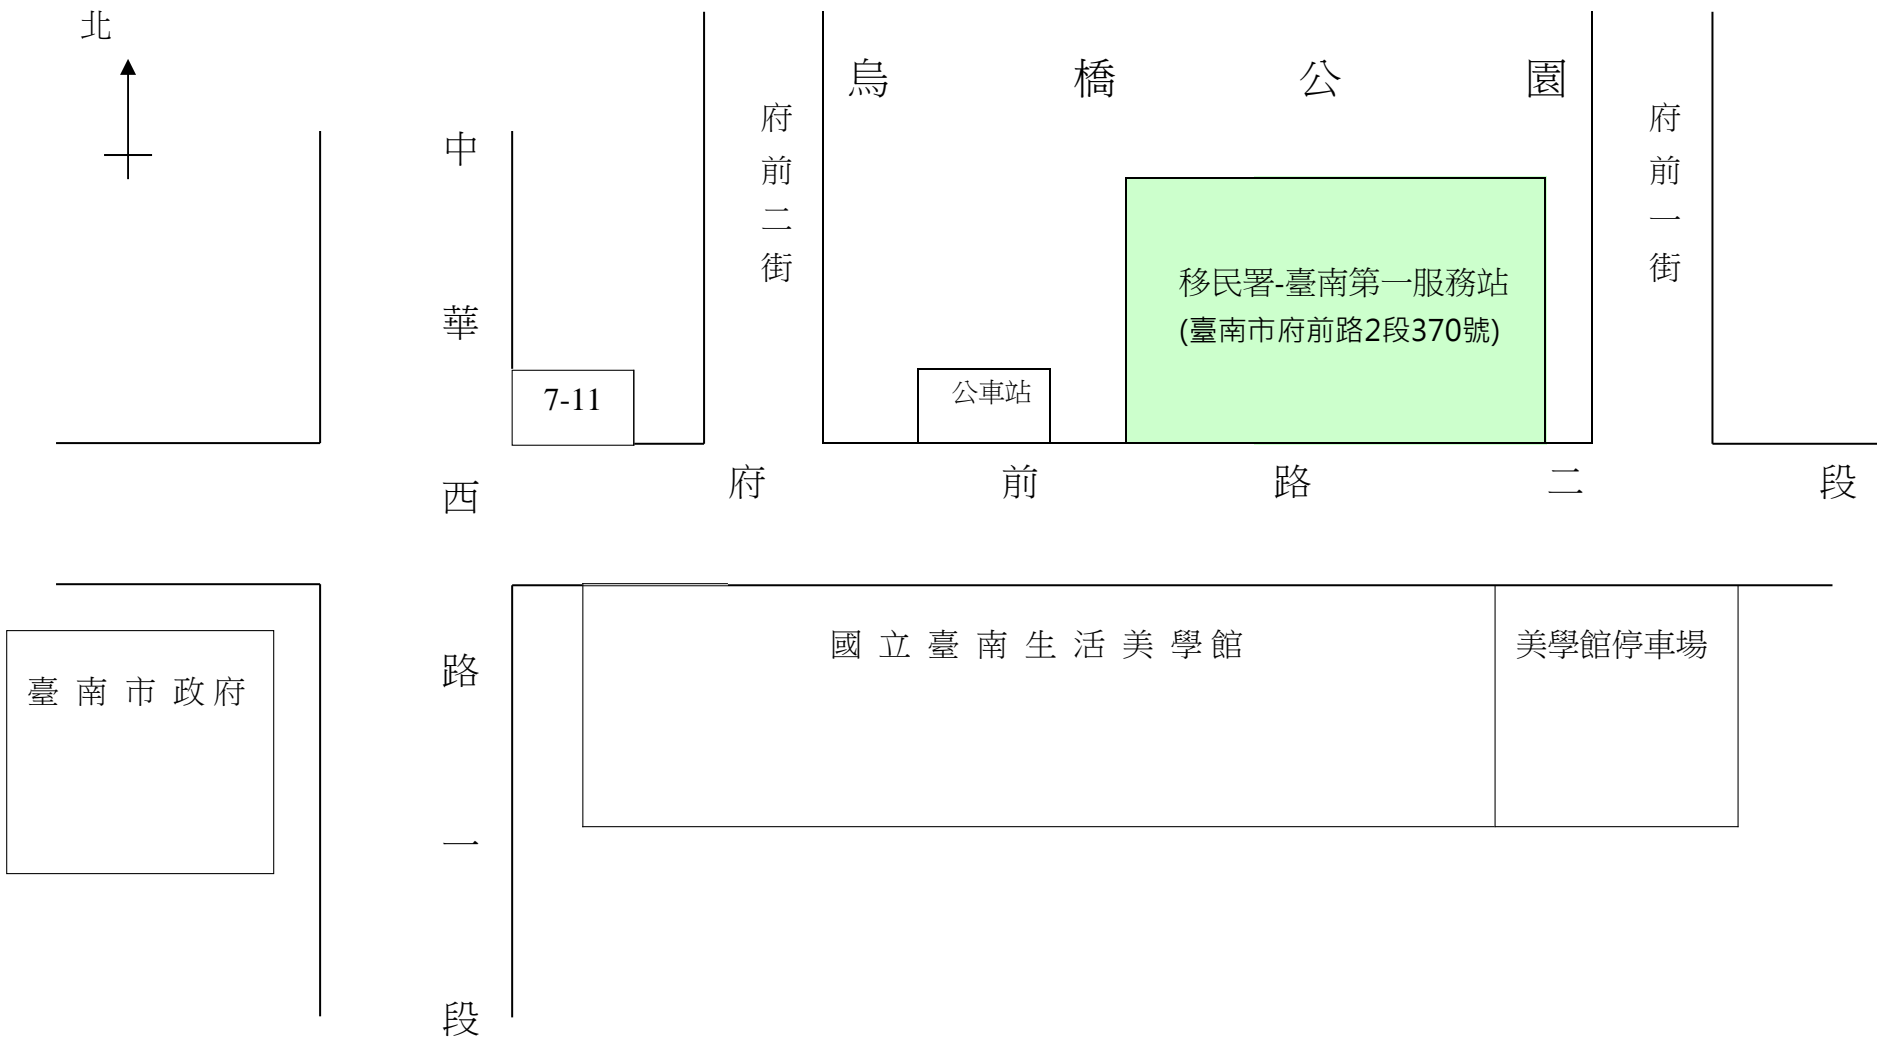 北
烏橋公園
府前二街
府前一街
中華西路一段
移民署-臺南第一服務站
(臺南市府前路2段370號)
7-11
公車站
府前路二段
國立臺南生活美學館
美學館停車場
臺南市政府